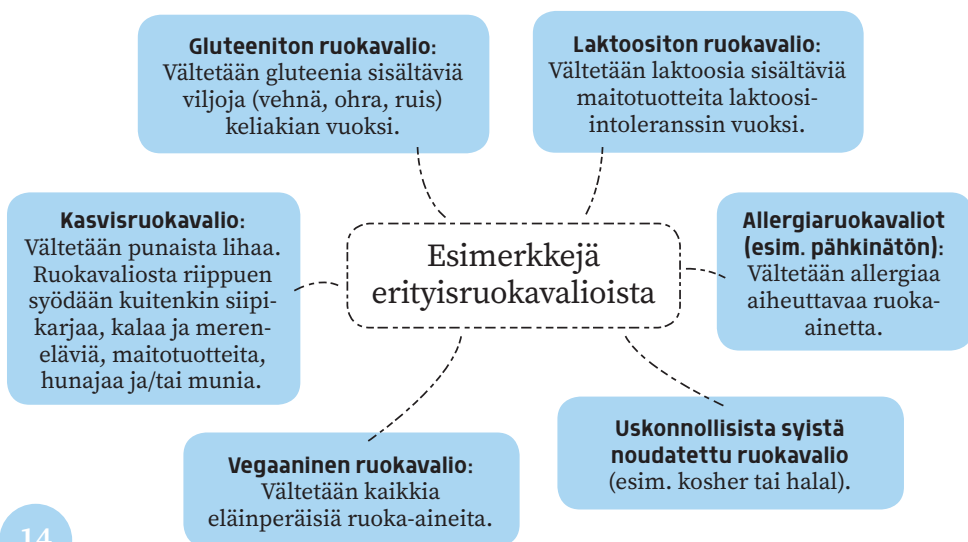 Gluteeniton ruokavalio:
Vältetään gluteenia sisältäviä
viljoja (vehnä, ohra, ruis)
keliakian vuoksi.
Laktoositon ruokavalio:
Vältetään laktoosia sisältäviä
maitotuotteita laktoosi-
intoleranssin vuoksi.
Kasvisruokavalio:
Vältetään punaista lihaa.
Ruokavaliosta riippuen
syödään kuitenkin siipi-
karjaa, kalaa ja meren-
eläviä, maitotuotteita,
hunajaa ja/tai munia.
Esimerkkejä
erityisruokavalioista
Allergiaruokavaliot
(esim. pähkinätön):
Vältetään allergiaa
aiheuttavaa ruoka-
ainetta.
Vegaaninen ruokavalio:
Vältetään kaikkia
eläinperäisiä ruoka-aineita.
Uskonnollisista syistä
noudatettu ruokavalio
(esim. kosher tai halal).
14